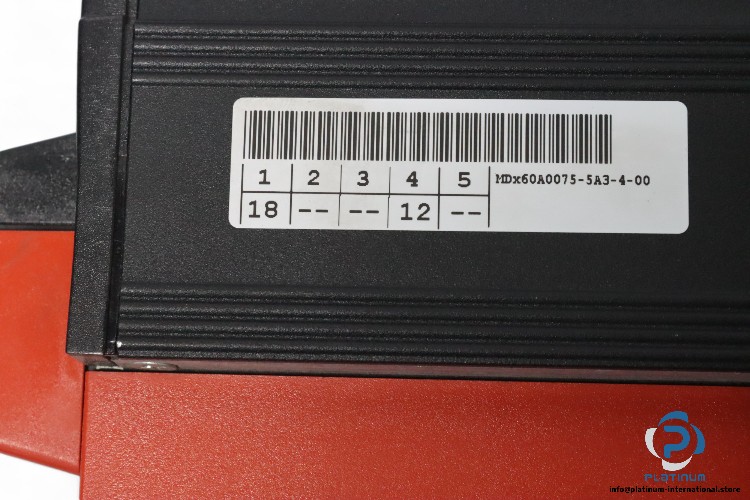 1 2 3 4 5 MDx60A0075-5A3-4-00
18 -- -- 12 --
PLATINUM
info@platinum-international.store